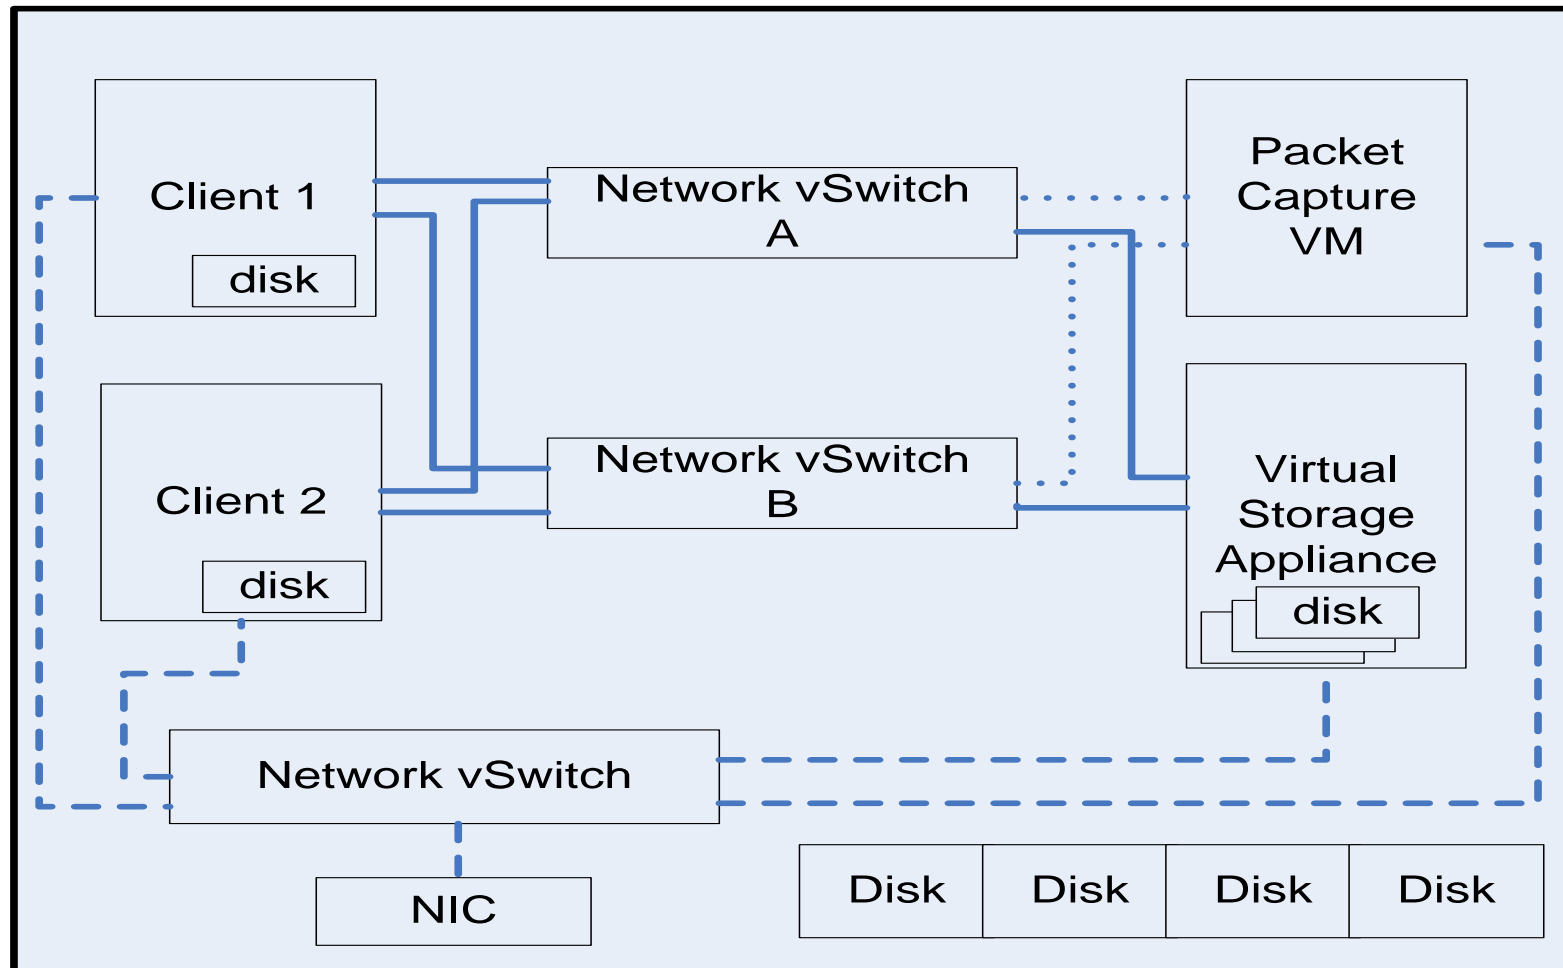 Client 1
disk
Network vSwitch
A
Packet
Capture
VM
Client 2
disk
Network vSwitch
B
Virtual
Storage
Appliance
disk
Network vSwitch
NIC
Disk
Disk
Disk
Disk